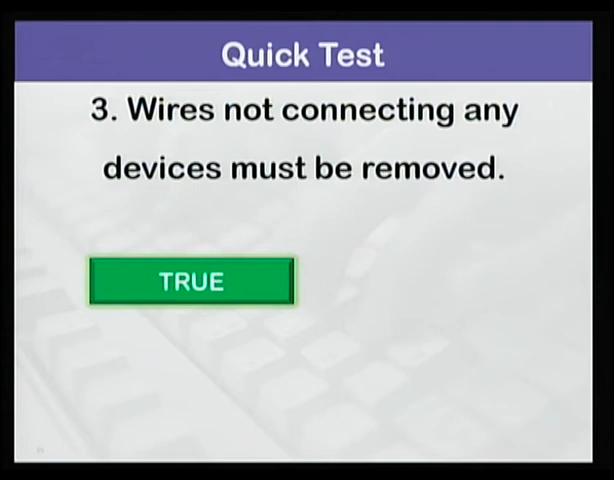 Quick Test
3. Wires not connecting any
devices must be removed.
TRUE